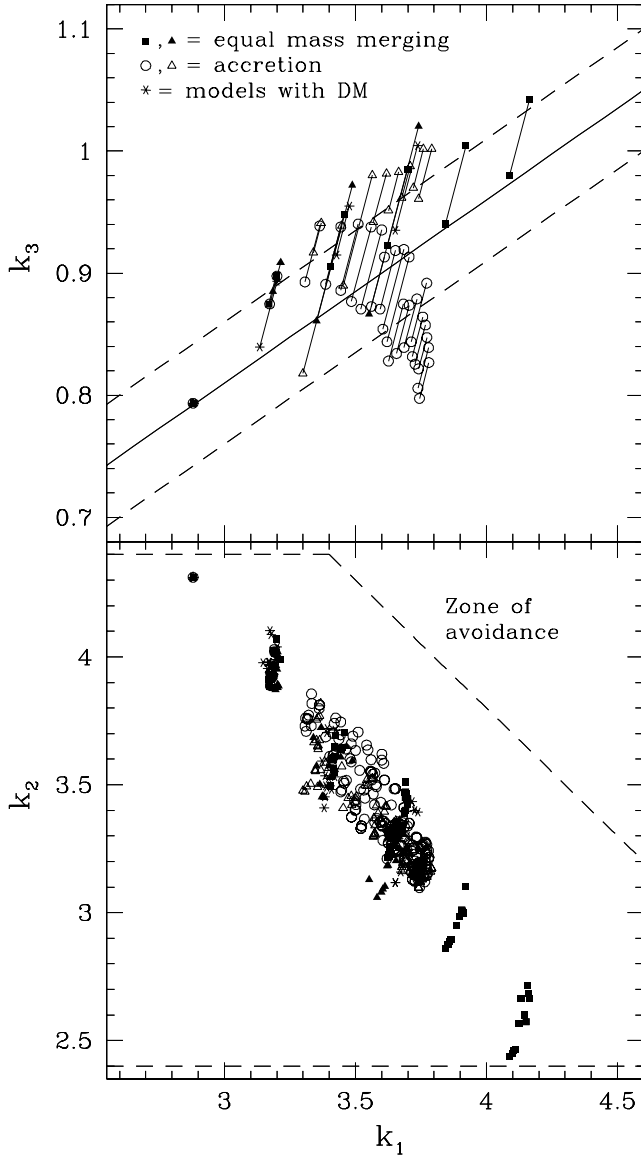 1.1
■ , ▲ = equal mass merging
○ , △ = accretion
✳ = models with DM
1
k₃
0.9
0.8
0.7
Zone of
avoidance
4
3.5
k₂
3
2.5
3 3.5 4 4.5
k₁